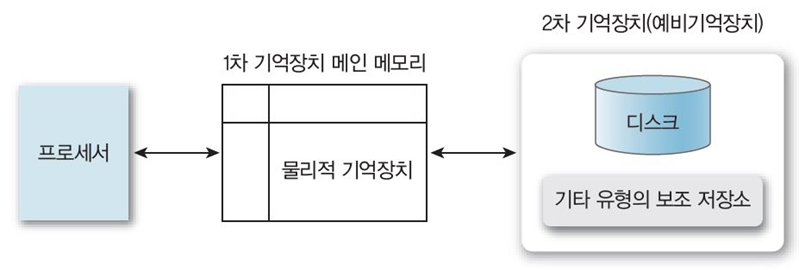 2차 기억장치(예비기억장치)
1차 기억장치 메인 메모리
프로세서
물리적 기억장치
디스크
기타 유형의 보조 저장소